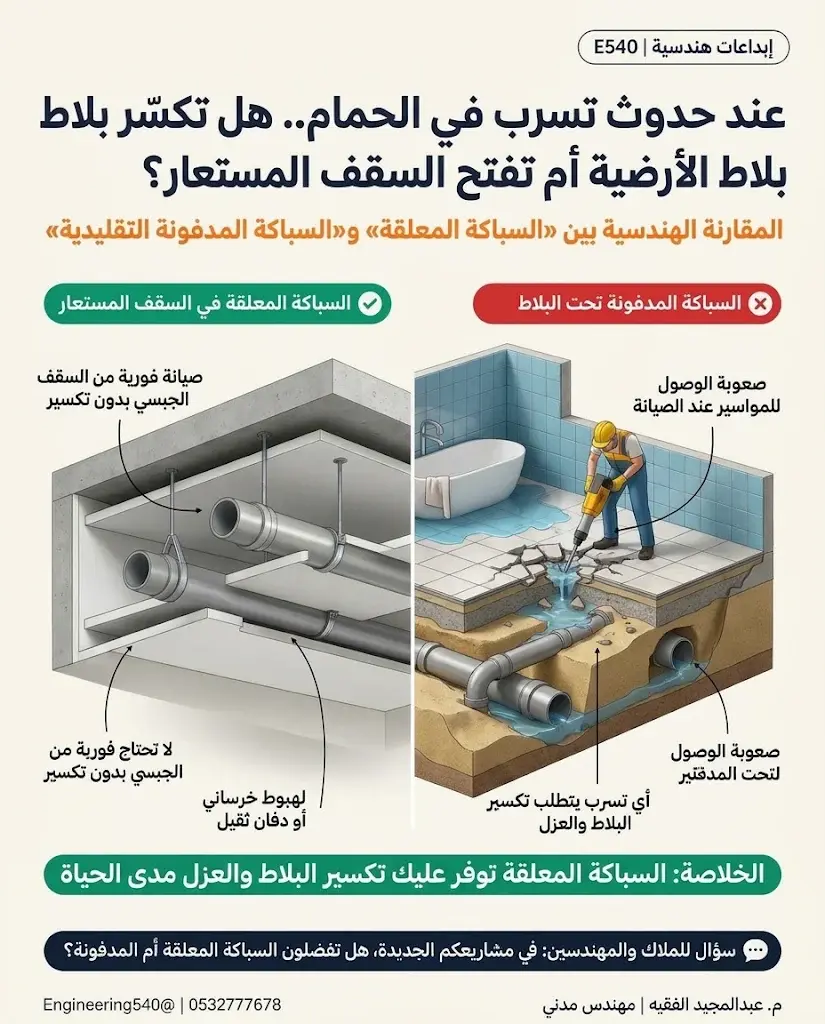 إبداعات هندسية | E540
عند حدوث تسرب في الحمام.. هل تكسّر بلاط
بلاط الأرضية أم تفتح السقف المستعار؟
المقارنة الهندسية بين «السباكة المعلقة» و«السباكة المدفونة التقليدية»
السباكة المدفونة تحت البلاط
صعوبة الوصول
للمواسير عند الصيانة
صعوبة الوصول
لتحت المدقتير
أي تسرب يتطلب تكسير
البلاط والعزل
السباكة المعلقة في السقف المستعار
صيانة فورية من السقف
الجبسي بدون تكسير
لا تحتاج فورية من
الجبسي بدون تكسير
لهبوط خرساني
أو دفان ثقيل
الخلاصة: السباكة المعلقة توفر عليك تكسير البلاط والعزل مدى الحياة
سؤال للملاك والمهندسين: في مشاريعكم الجديدة، هل تفضلون السباكة المعلقة أم المدفونة؟
م. عبدالمجيد الفقيه | مهندس مدني
Engineering540@ | 0532777678